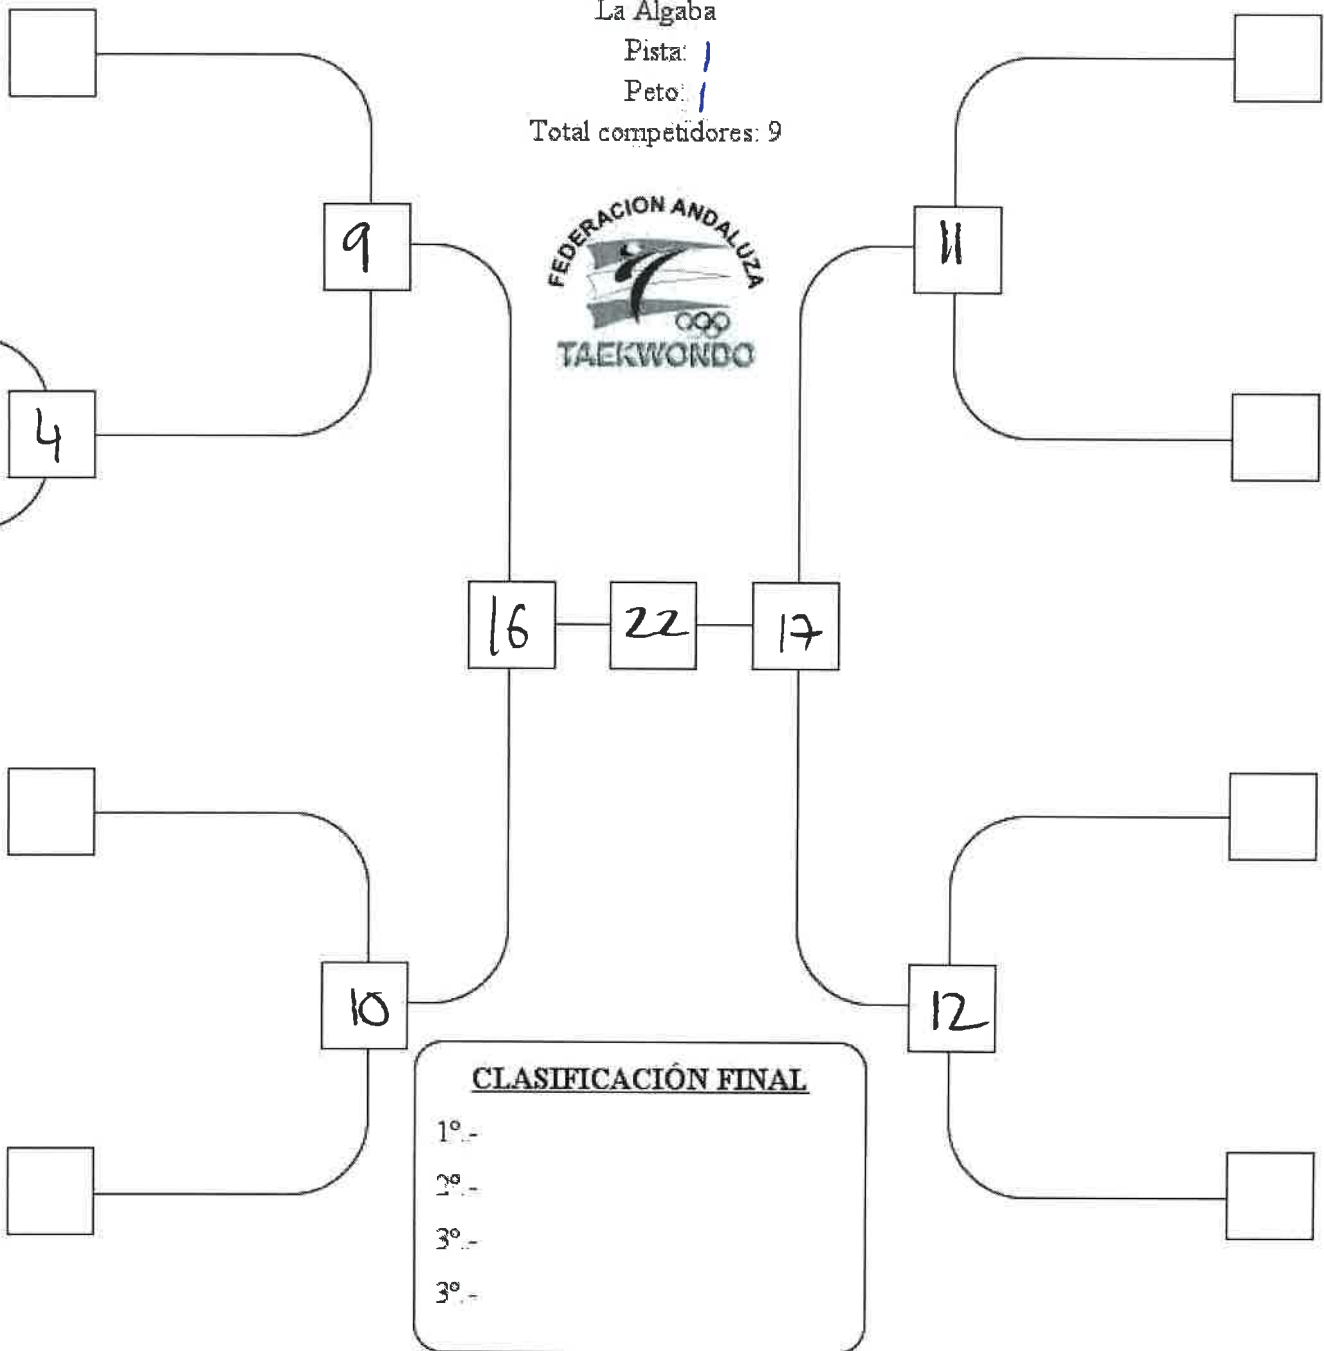 La Algaba
Pista: 1
Peto: 1
Total competidores: 9
FEDERACION ANDALUZA
TAEKWONDO
9
11
4
16
22
17
10
12
CLASIFICACIÓN FINAL
1º.-
2º.-
3º.-
3º.-